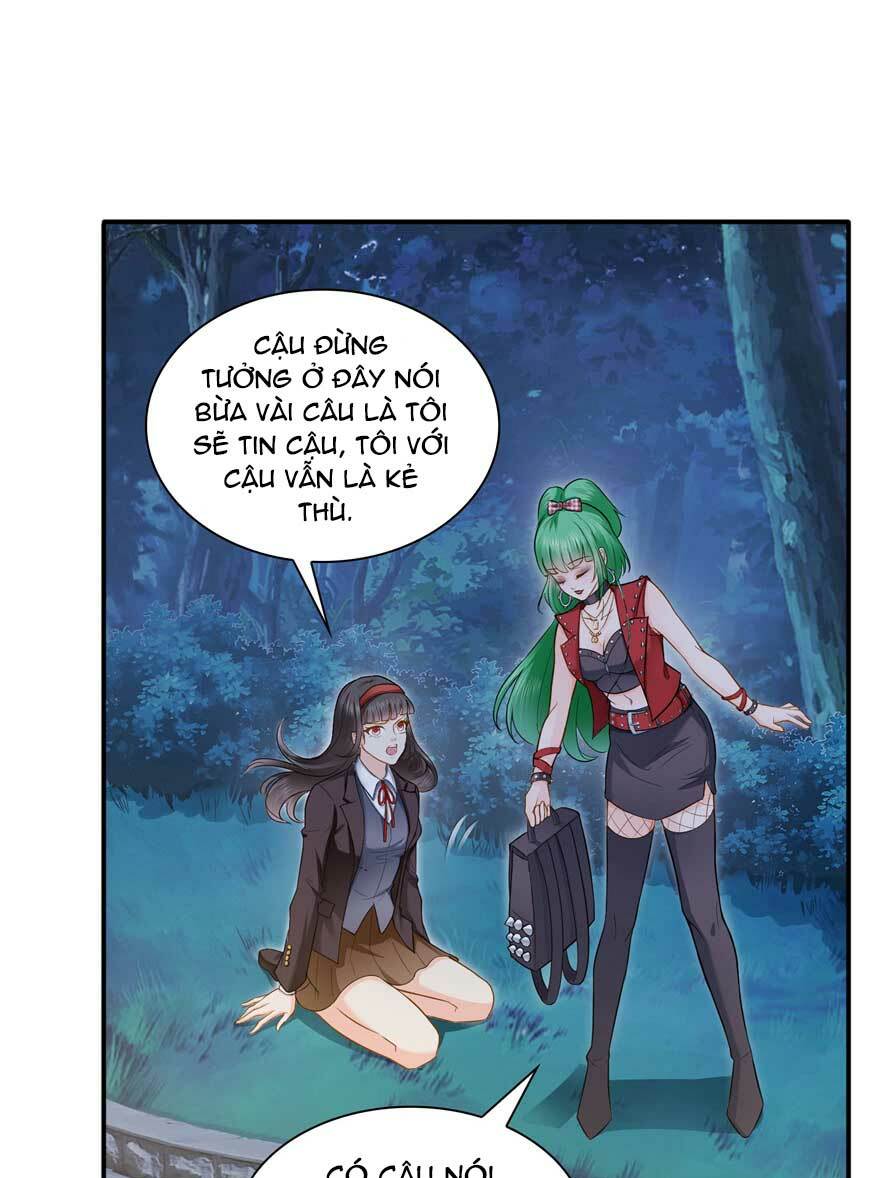 CẬU ĐỪNG
TƯỞNG Ở ĐÂY NÓI
BỪA VÀI CÂU LÀ TÔI
SẼ TIN CẬU, TÔI VỚI
CẬU VẪN LÀ KẺ
THÙ.
CÓ CÂU NÓI